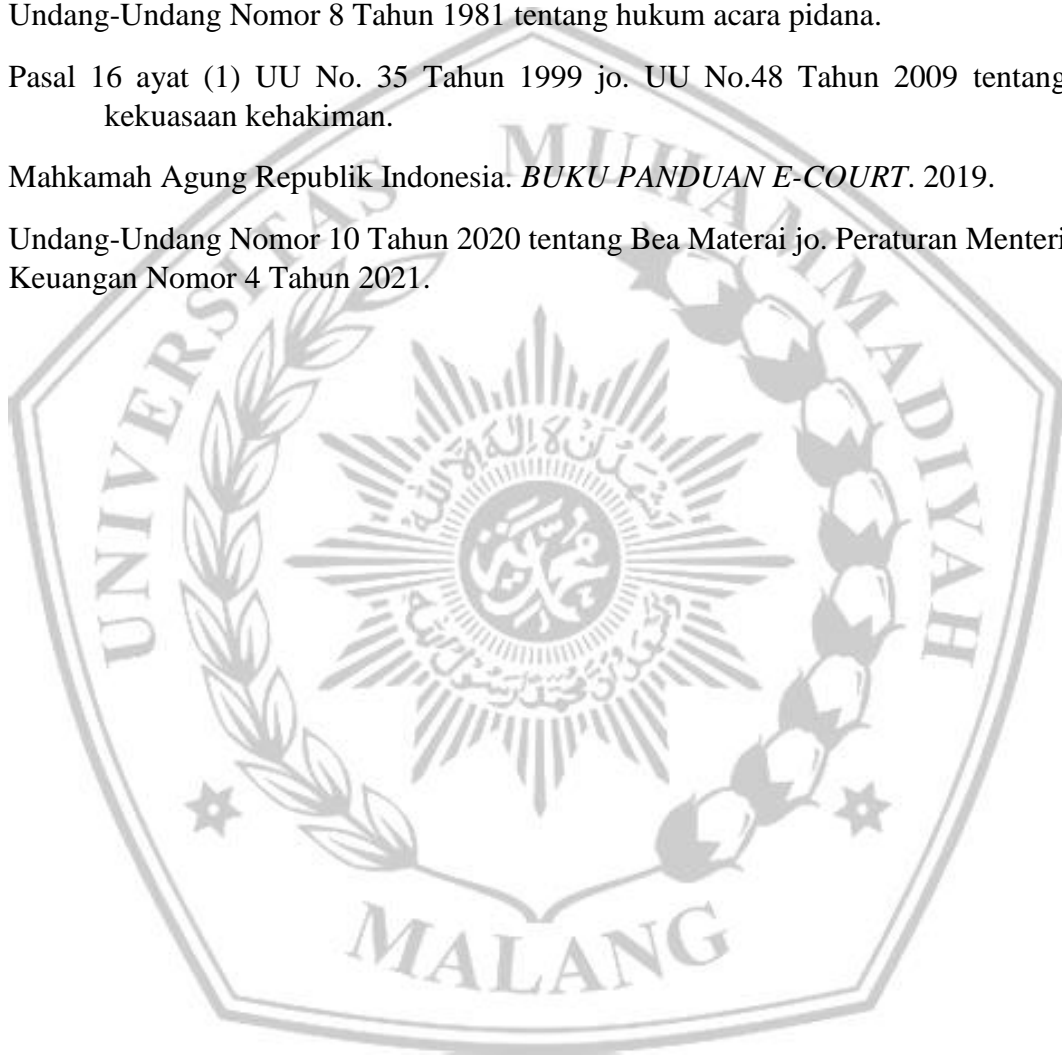 Undang-Undang Nomor 8 Tahun 1981 tentang hukum acara pidana.
Pasal 16 ayat (1) UU No. 35 Tahun 1999 jo. UU No.48 Tahun 2009 tentang
kekuasaan kehakiman.
Mahkamah Agung Republik Indonesia. BUKU PANDUAN E-COURT. 2019.
Undang-Undang Nomor 10 Tahun 2020 tentang Bea Materai jo. Peraturan Menteri
Keuangan Nomor 4 Tahun 2021.
UNIVERSITAS MUHAMMADIYAH
MALANG